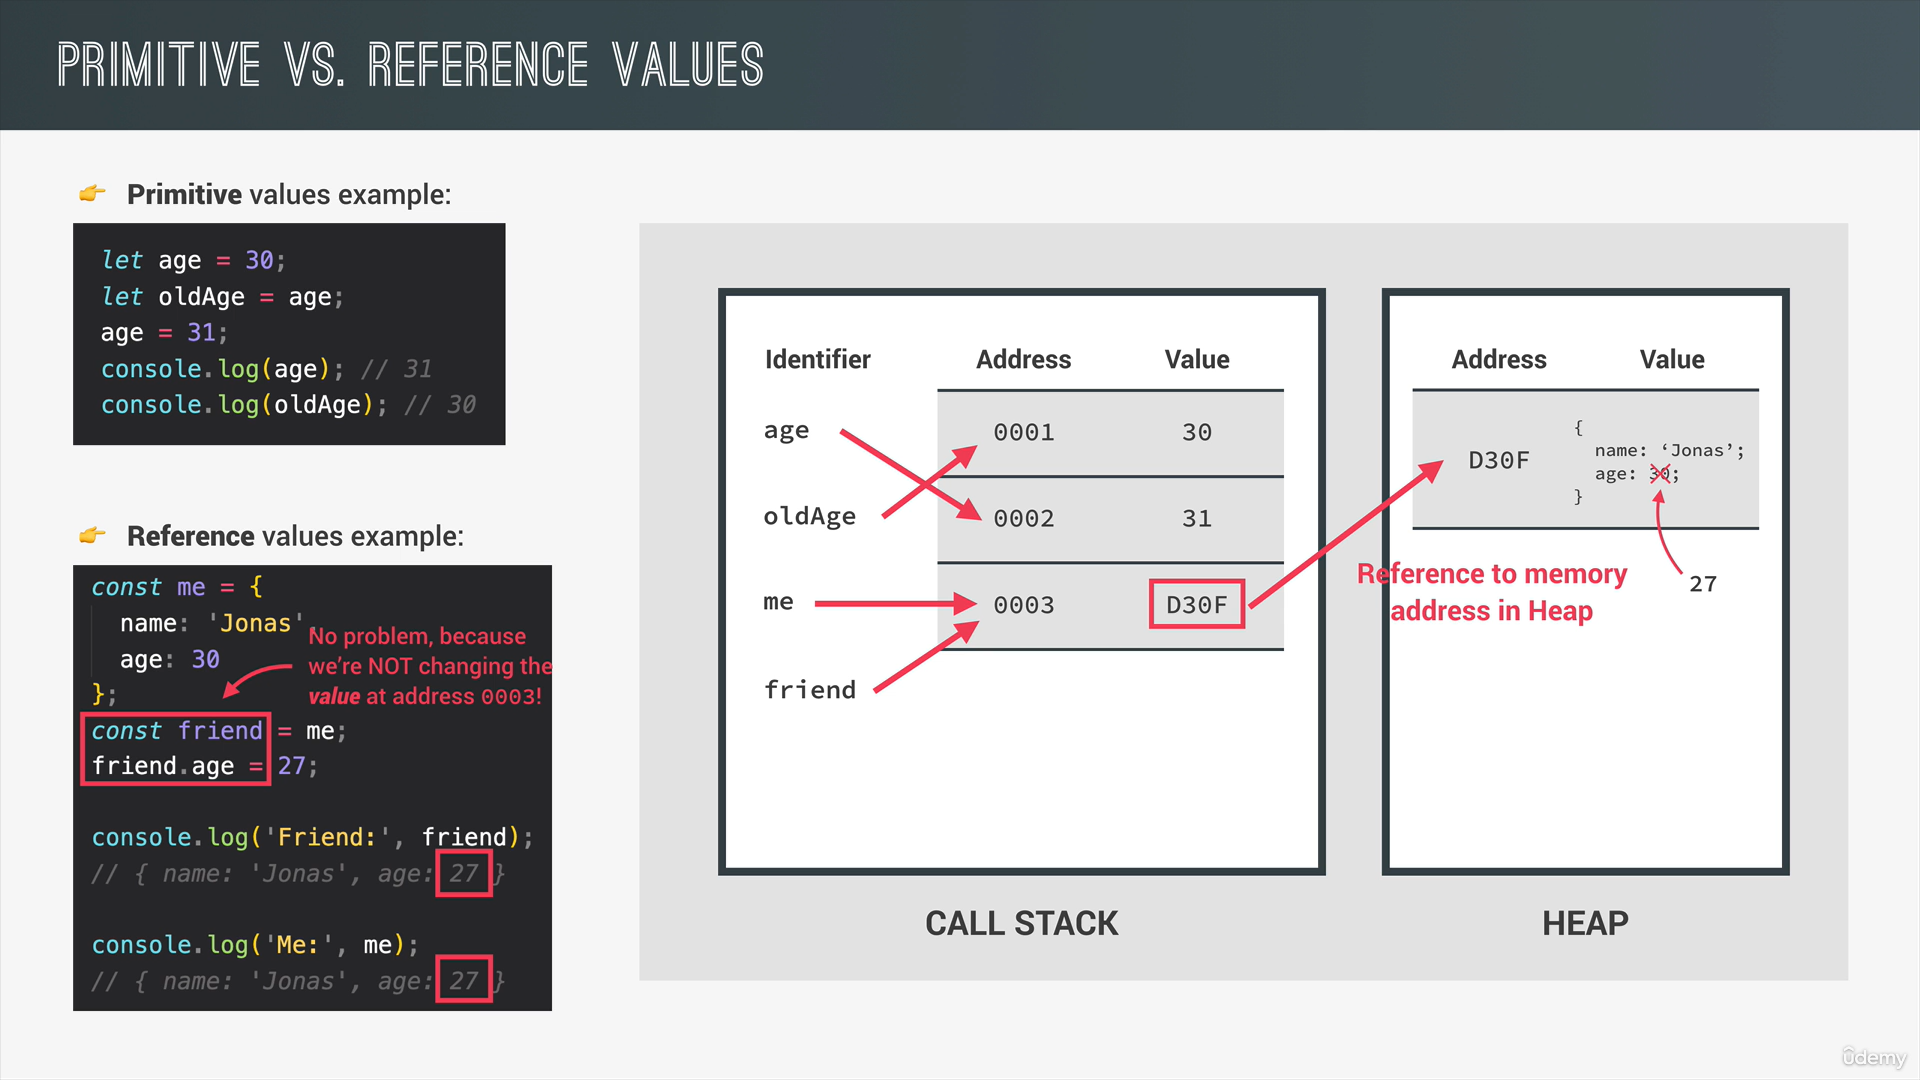 PRIMITIVE VS. REFERENCE VALUES
👉 Primitive values example:
let age = 30;
let oldAge = age;
age = 31;
console.log(age); // 31
console.log(oldAge); // 30
👉 Reference values example:
const me = {
name: 'Jonas',
age: 30
};
const friend = me;
friend.age = 27;
console.log('Friend:', friend);
// { name: 'Jonas', age: 27 }
console.log('Me:', me);
// { name: 'Jonas', age: 27 }
No problem, because
we're NOT changing the
value at address 0003!
Identifier Address Value
age 0001 30
oldAge 0002 31
me 0003 D30F
friend
CALL STACK
Address Value
D30F
{
name: ‘Jonas’;
age: 30;
}
27
Reference to memory
address in Heap
HEAP
ûdemy